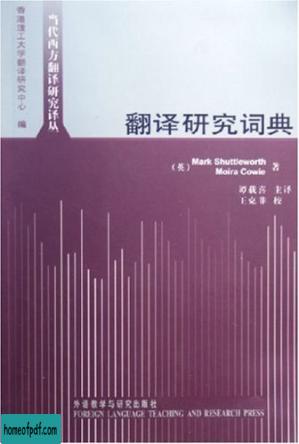 香港理工大学翻译研究中心 编
当代西方翻译研究译丛
翻译研究词典
(英) Mark Shuttleworth
Moira Cowie 著
谭载喜 主译
王克非 校
外语教学与研究出版社
FOREIGN LANGUAGE TEACHING AND RESEARCH PRESS
homeofpdf.com